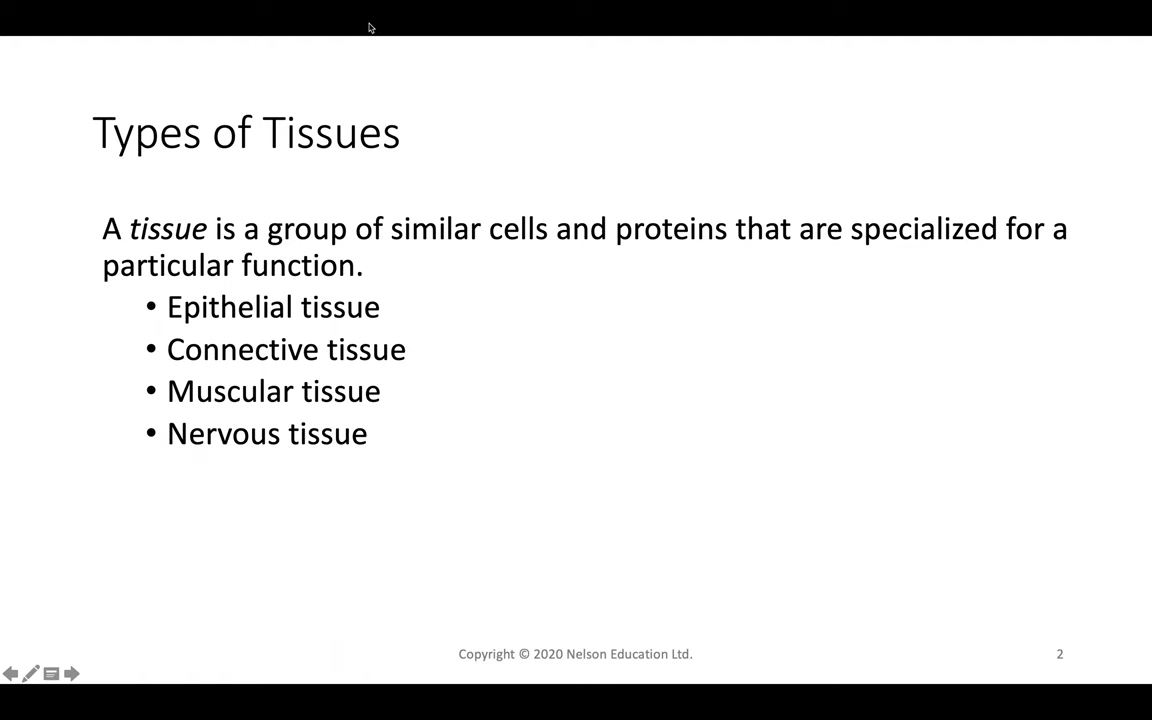 Types of Tissues
A tissue is a group of similar cells and proteins that are specialized for a
particular function.
• Epithelial tissue
• Connective tissue
• Muscular tissue
• Nervous tissue
Copyright © 2020 Nelson Education Ltd.
2